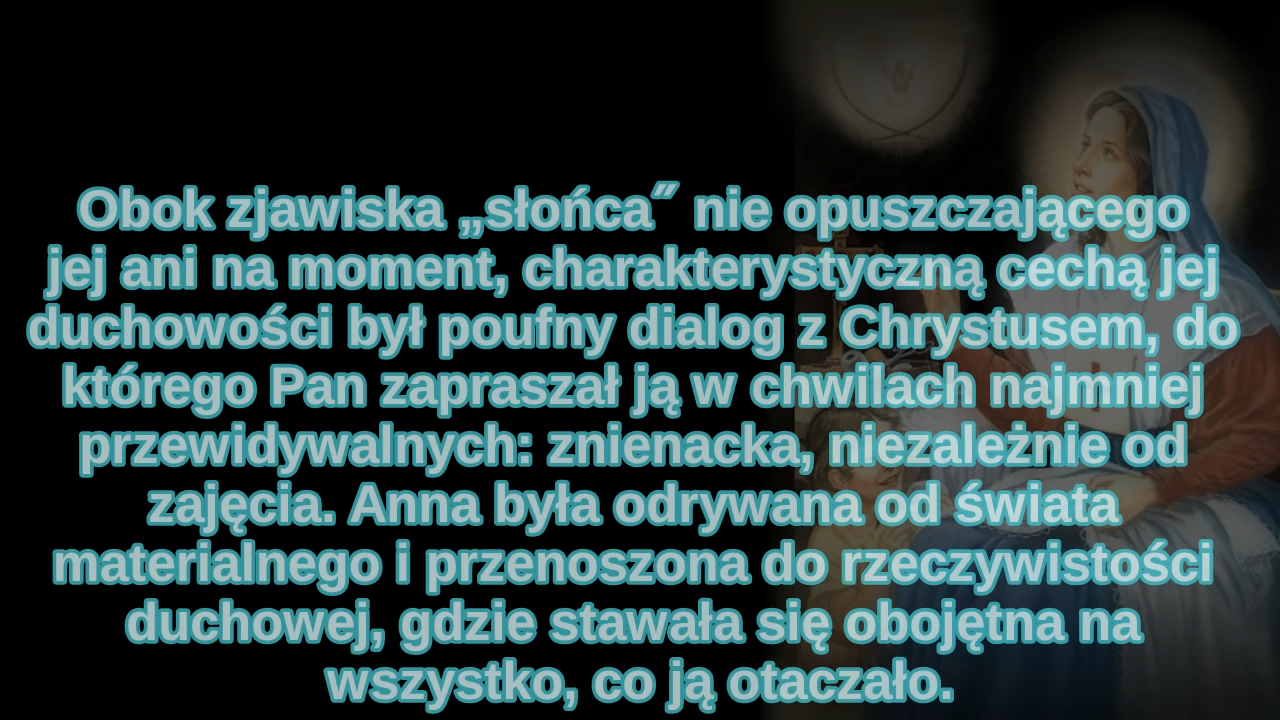 Obok zjawiska „słońca˝ nie opuszczającego
jej ani na moment, charakterystyczną cechą jej
duchowości był poufny dialog z Chrystusem, do
którego Pan zapraszał ją w chwilach najmniej
przewidywalnych: znienacka, niezależnie od
zajęcia. Anna była odrywana od świata
materialnego i przenoszona do rzeczywistości
duchowej, gdzie stawała się obojętna na
wszystko, co ją otaczało.